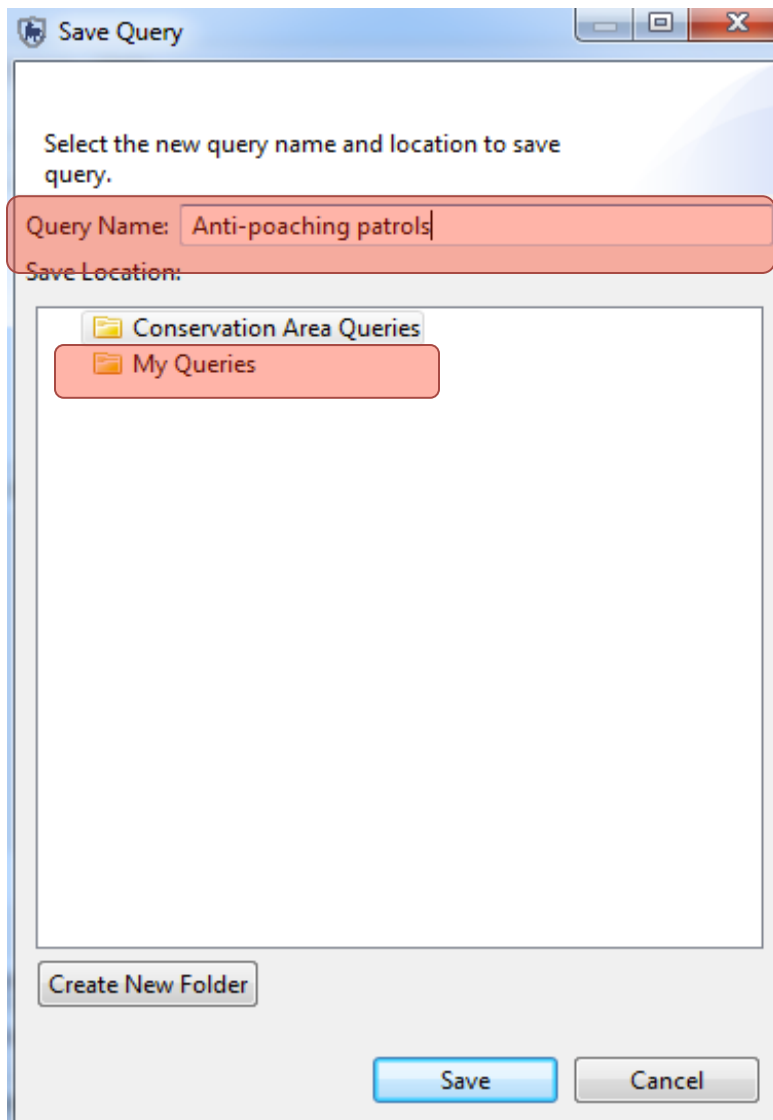 Save Query
Select the new query name and location to save
query.
Query Name: Anti-poaching patrols
Save Location:
Conservation Area Queries
My Queries
Create New Folder
Save Cancel